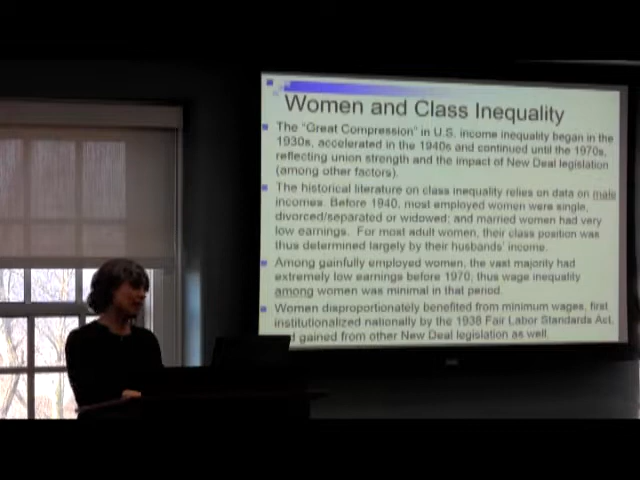 Women and Class Inequality
The "Great Compression" in U.S. income inequality began in the
1930s, accelerated in the 1940s and continued until the 1970s,
reflecting union strength and the impact of New Deal legislation
(among other factors).
The historical literature on class inequality relies on data on male
incomes. Before 1940, most employed women were single,
divorced/separated or widowed; and married women had very
low earnings. For most adult women, their class position was
thus determined largely by their husbands' income.
Among gainfully employed women, the vast majority had
extremely low earnings before 1970, thus wage inequality
among women was minimal in that period.
Women disproportionately benefited from minimum wages, first
institutionalized nationally by the 1938 Fair Labor Standards Act,
gained from other New Deal legislation as well.